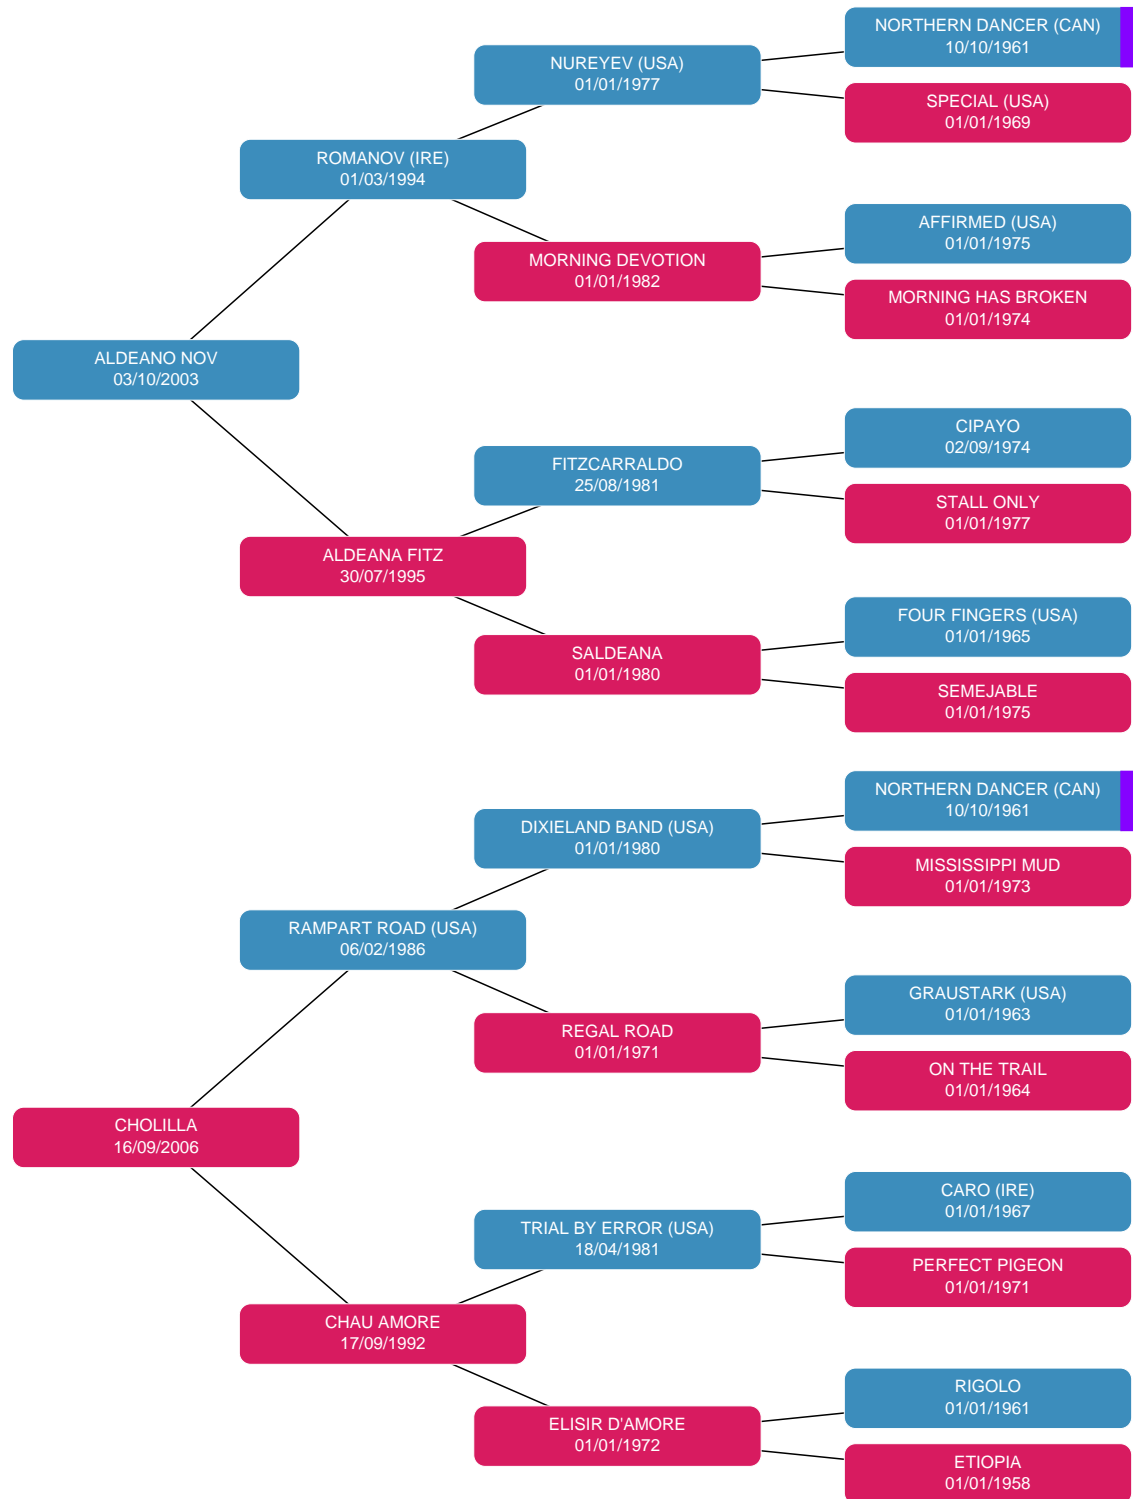 NORTHERN DANCER (CAN)
10/10/1961
NUREYEV (USA)
01/01/1977
SPECIAL (USA)
01/01/1969
ROMANOV (IRE)
01/03/1994
AFFIRMED (USA)
01/01/1975
MORNING DEVOTION
01/01/1982
MORNING HAS BROKEN
01/01/1974
ALDEANO NOV
03/10/2003
CIPAYO
02/09/1974
FITZCARRALDO
25/08/1981
STALL ONLY
01/01/1977
ALDEANA FITZ
30/07/1995
FOUR FINGERS (USA)
01/01/1965
SALDEANA
01/01/1980
SEMEJABLE
01/01/1975
NORTHERN DANCER (CAN)
10/10/1961
DIXIELAND BAND (USA)
01/01/1980
MISSISSIPPI MUD
01/01/1973
RAMPART ROAD (USA)
06/02/1986
GRAUSTARK (USA)
01/01/1963
REGAL ROAD
01/01/1971
ON THE TRAIL
01/01/1964
CHOLILLA
16/09/2006
CARO (IRE)
01/01/1967
TRIAL BY ERROR (USA)
18/04/1981
PERFECT PIGEON
01/01/1971
CHAU AMORE
17/09/1992
RIGOLO
01/01/1961
ELISIR D'AMORE
01/01/1972
ETIOPIA
01/01/1958